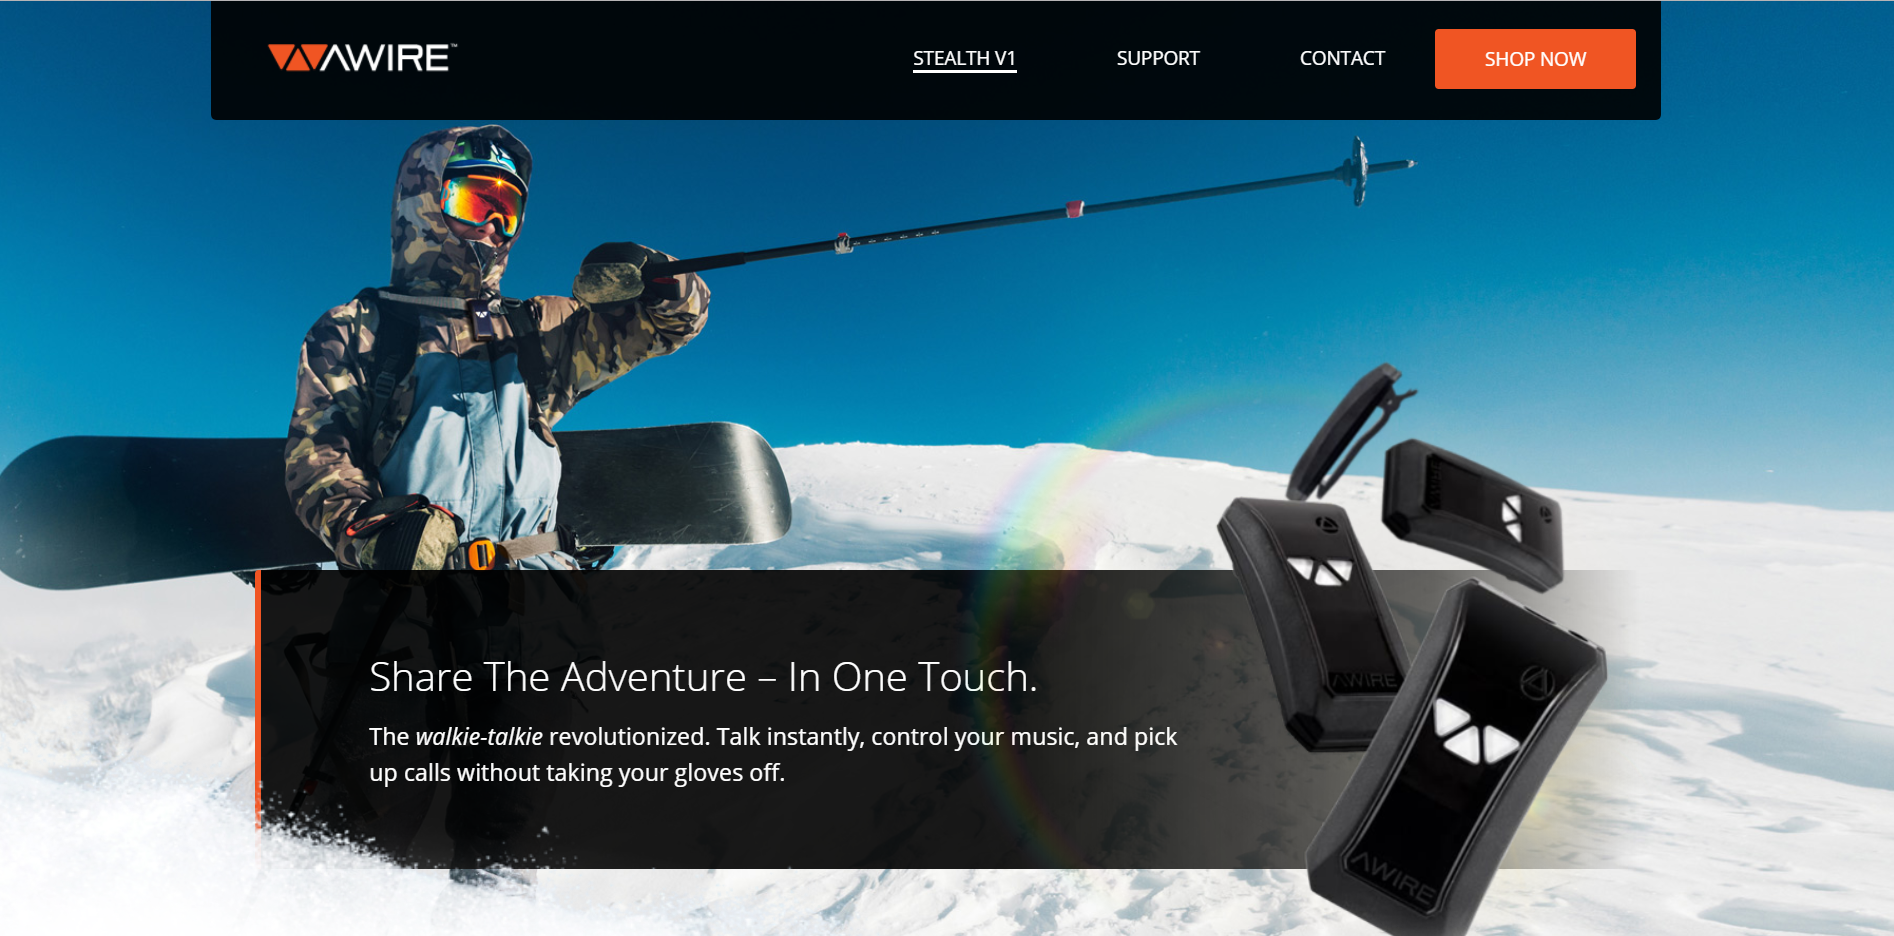 AWIRE™
STEALTH V1
SUPPORT
CONTACT
SHOP NOW
Share The Adventure – In One Touch.
The walkie-talkie revolutionized. Talk instantly, control your music, and pick
up calls without taking your gloves off.
AWIRE
AWIRE